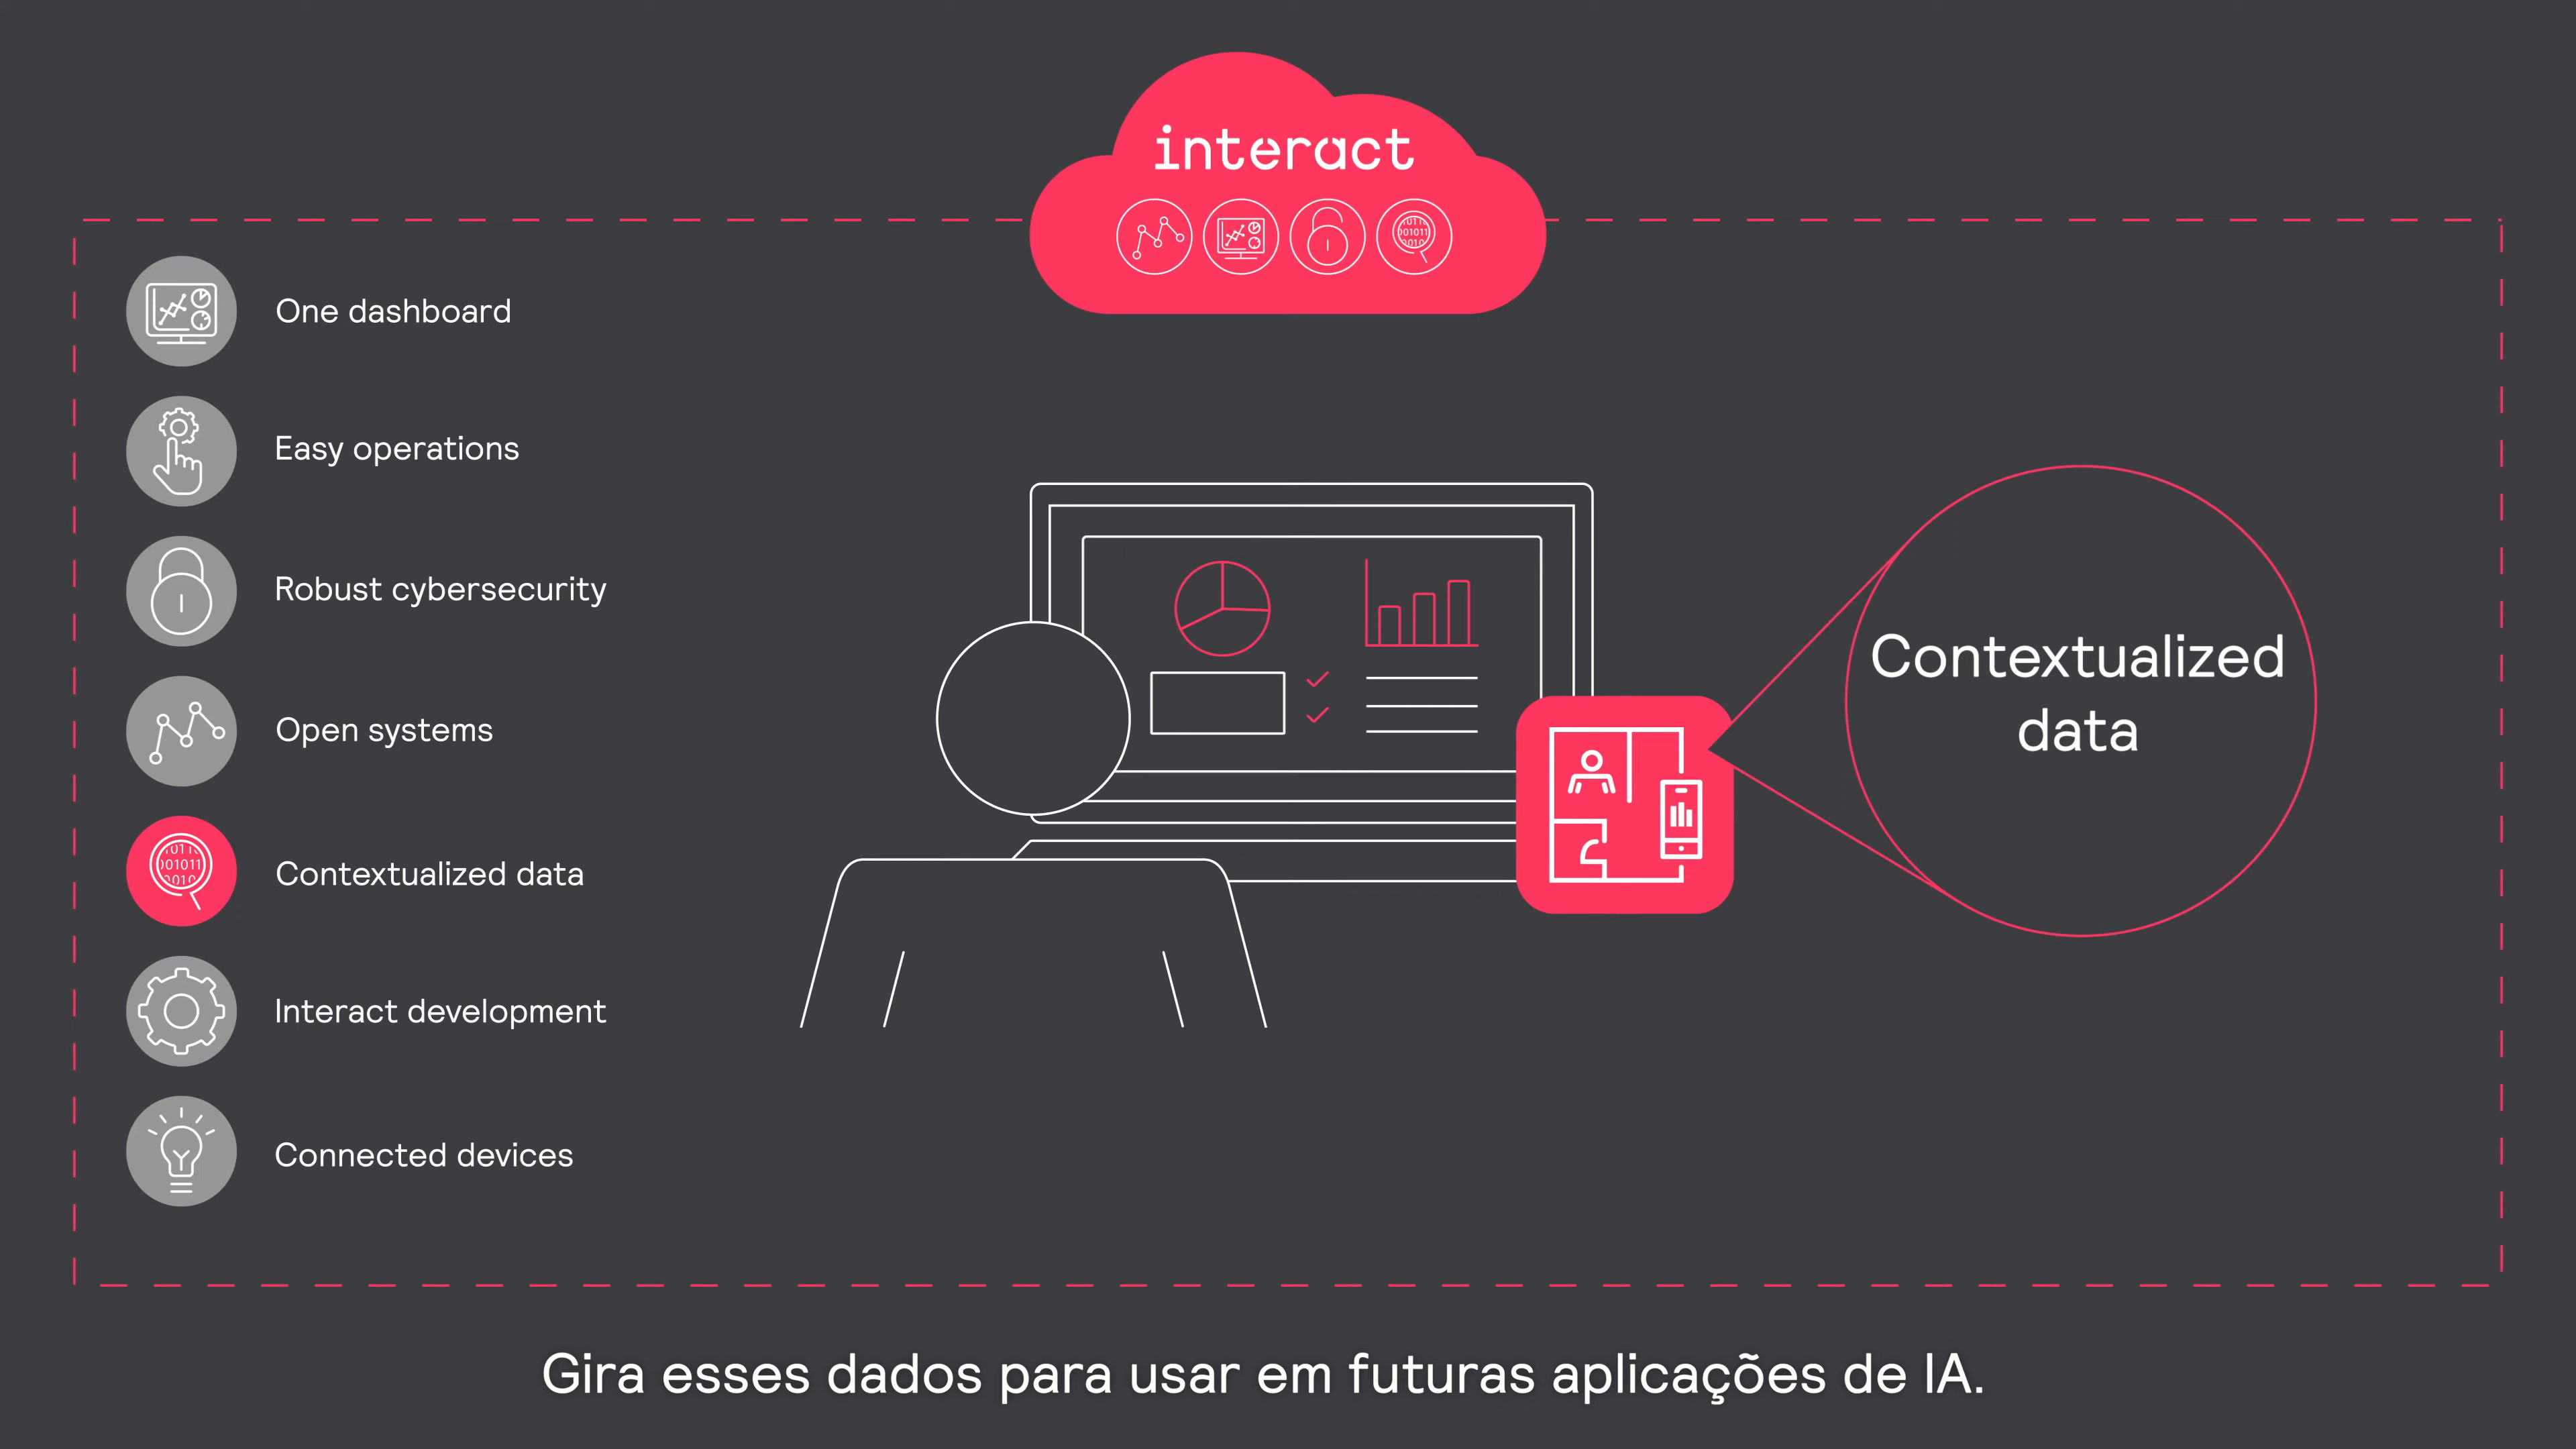 interact
One dashboard
Easy operations
Robust cybersecurity
Open systems
Contextualized data
Interact development
Connected devices
Contextualized
data
Gira esses dados para usar em futuras aplicações de IA.